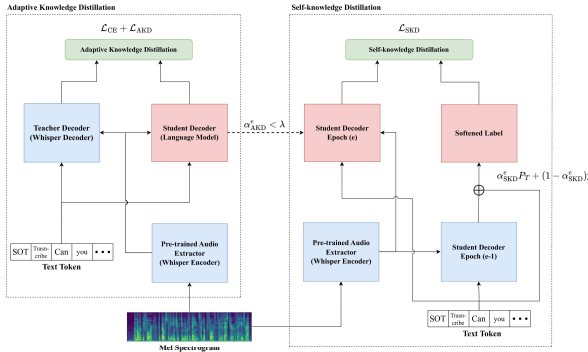 Adaptive Knowledge Distillation
Self-knowledge Distillation
ℒ_CE + ℒ_AKD
Adaptive Knowledge Distillation
Teacher Decoder
(Whisper Decoder)
Student Decoder
(Language Model)
α^e_AKD < λ
Pre-trained Audio
Extractor
(Whisper Encoder)
SOT
Trasn-
cribe
Can
you
•••
Text Token
Mel Spectrogram
ℒ_SKD
Self-knowledge Distillation
Student Decoder
Epoch (e)
Softened Label
α^e_SKD P_T + (1 − α^e_SKD)
Pre-trained Audio
Extractor
(Whisper Encoder)
Student Decoder
Epoch (e-1)
SOT
Trasn-
cribe
Can
you
•••
Text Token